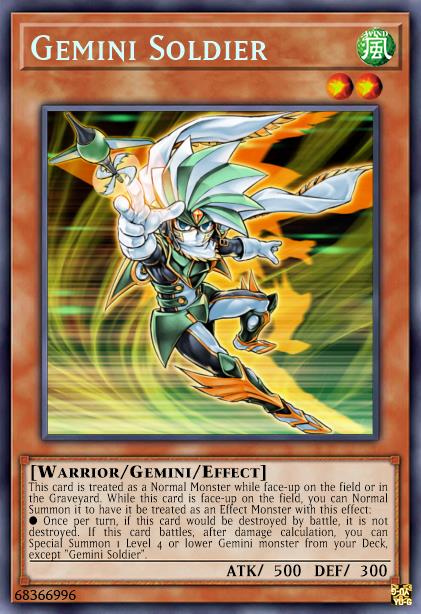 Gemini Soldier
WIND
風
[Warrior/Gemini/Effect]
This card is treated as a Normal Monster while face-up on the field or in
the Graveyard. While this card is face-up on the field, you can Normal
Summon it to have it be treated as an Effect Monster with this effect:
● Once per turn, if this card would be destroyed by battle, it is not
destroyed. If this card battles, after damage calculation, you can
Special Summon 1 Level 4 or lower Gemini monster from your Deck,
except "Gemini Soldier".
ATK/ 500 DEF/ 300
68366996